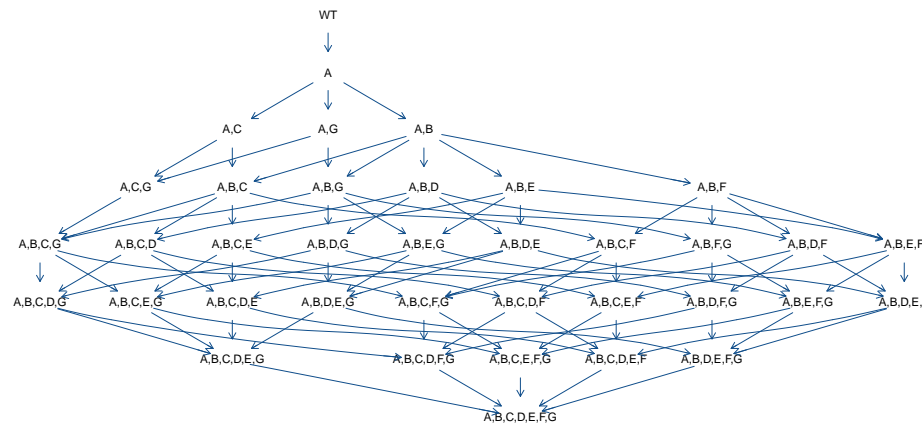 WT
A
A,C A,G A,B
A,C,G A,B,C A,B,G A,B,D A,B,E A,B,F
A,B,C,G A,B,C,D A,B,C,E A,B,D,G A,B,E,G A,B,D,E A,B,C,F A,B,F,G A,B,D,F A,B,E,F
A,B,C,D,G A,B,C,E,G A,B,C,D,E A,B,D,E,G A,B,C,F,G A,B,C,D,F A,B,C,E,F A,B,D,F,G A,B,E,F,G A,B,D,E,
A,B,C,D,E,G A,B,C,D,F,G A,B,C,E,F,G A,B,C,D,E,F A,B,D,E,F,G
A,B,C,D,E,F,G